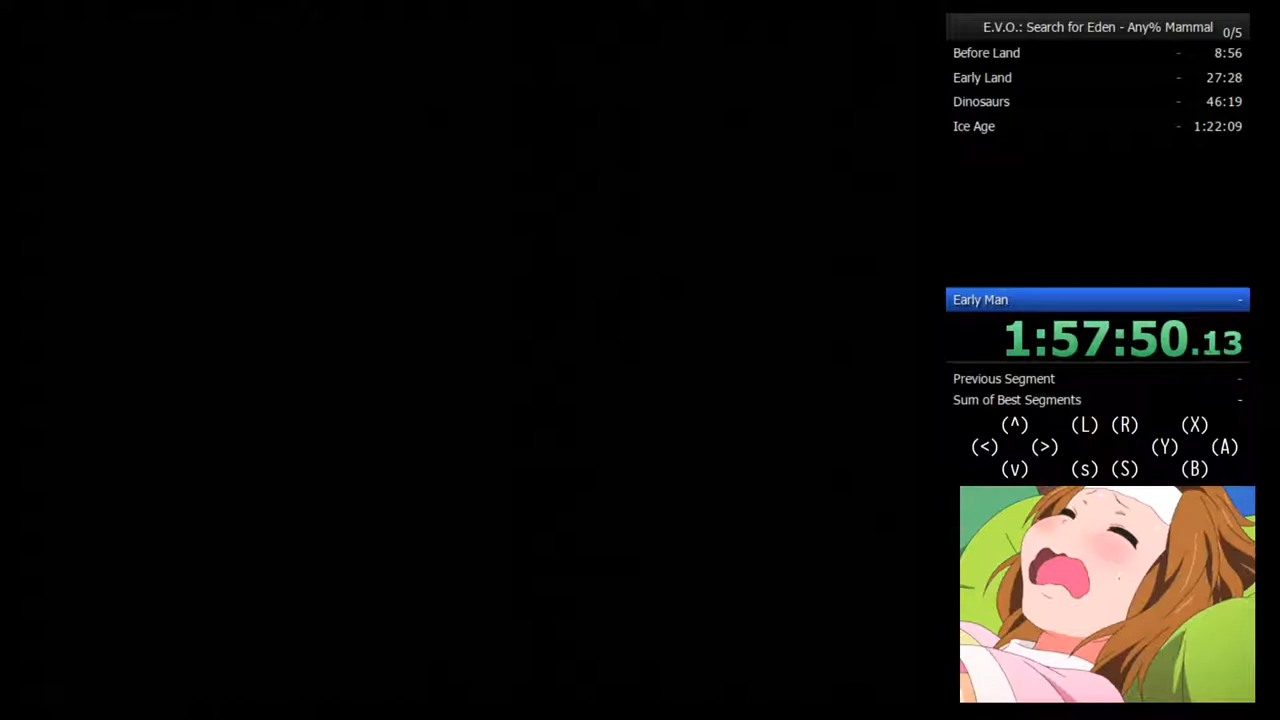 E.V.O.: Search for Eden - Any% Mammal 0/5
Before Land - 8:56
Early Land - 27:28
Dinosaurs - 46:19
Ice Age - 1:22:09
Early Man -
1:57:50.13
Previous Segment -
Sum of Best Segments -
(^) (L) (R) (X)
(<) (>) (Y) (A)
(v) (s) (S) (B)